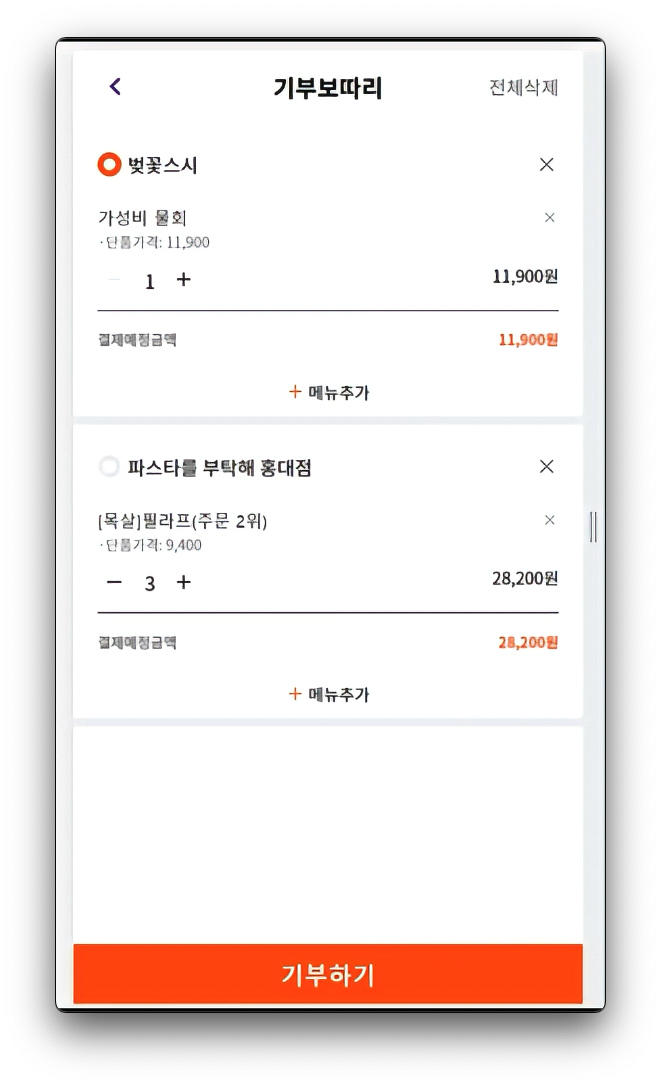 기부보따리 전체삭제
벚꽃스시
가성비 물회
·단품가격: 11,900
1 + 11,900원
결제예정금액 11,900원
+ 메뉴추가
파스타를 부탁해 홍대점
[목살]필라프(주문 2위)
·단품가격: 9,400
− 3 + 28,200원
결제예정금액 28,200원
+ 메뉴추가
기부하기